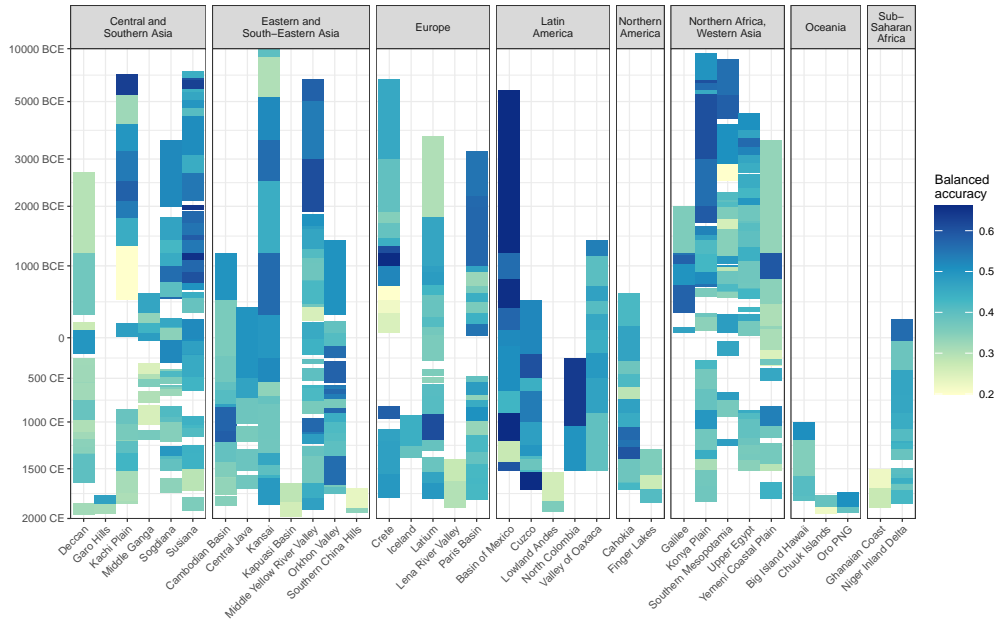 Central and
Southern Asia
Eastern and
South−Eastern Asia
Europe
Latin
America
Northern
America
Northern Africa,
Western Asia
Oceania
Sub−
Saharan
Africa
10000 BCE
5000 BCE
3000 BCE
2000 BCE
1000 BCE
0
500 CE
1000 CE
1500 CE
2000 CE
Deccan
Garo Hills
Kachi Plain
Middle Ganga
Sogdiana
Susiana
Cambodian Basin
Central Java
Kansai
Kapuasi Basin
Middle Yellow River Valley
Orkhon Valley
Southern China Hills
Crete
Iceland
Latium
Lena River Valley
Paris Basin
Basin of Mexico
Cuzco
Lowland Andes
North Colombia
Valley of Oaxaca
Cahokia
Finger Lakes
Galilee
Konya Plain
Southern Mesopotamia
Upper Egypt
Yemeni Coastal Plain
Big Island Hawaii
Chuuk Islands
Oro PNG
Ghanaian Coast
Niger Inland Delta
Balanced
accuracy
0.6
0.5
0.4
0.3
0.2